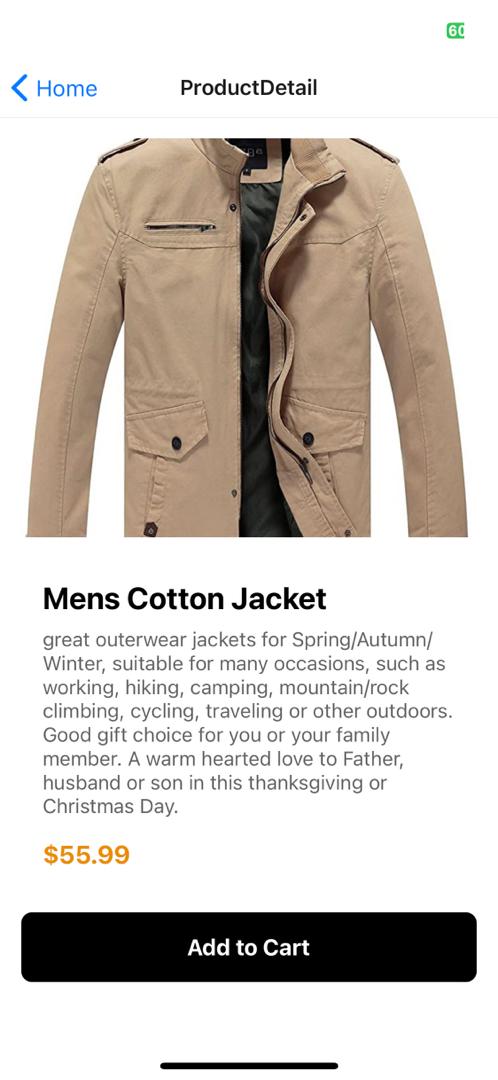 60
Home
ProductDetail
Mens Cotton Jacket
great outerwear jackets for Spring/Autumn/
Winter, suitable for many occasions, such as
working, hiking, camping, mountain/rock
climbing, cycling, traveling or other outdoors.
Good gift choice for you or your family
member. A warm hearted love to Father,
husband or son in this thanksgiving or
Christmas Day.
$55.99
Add to Cart